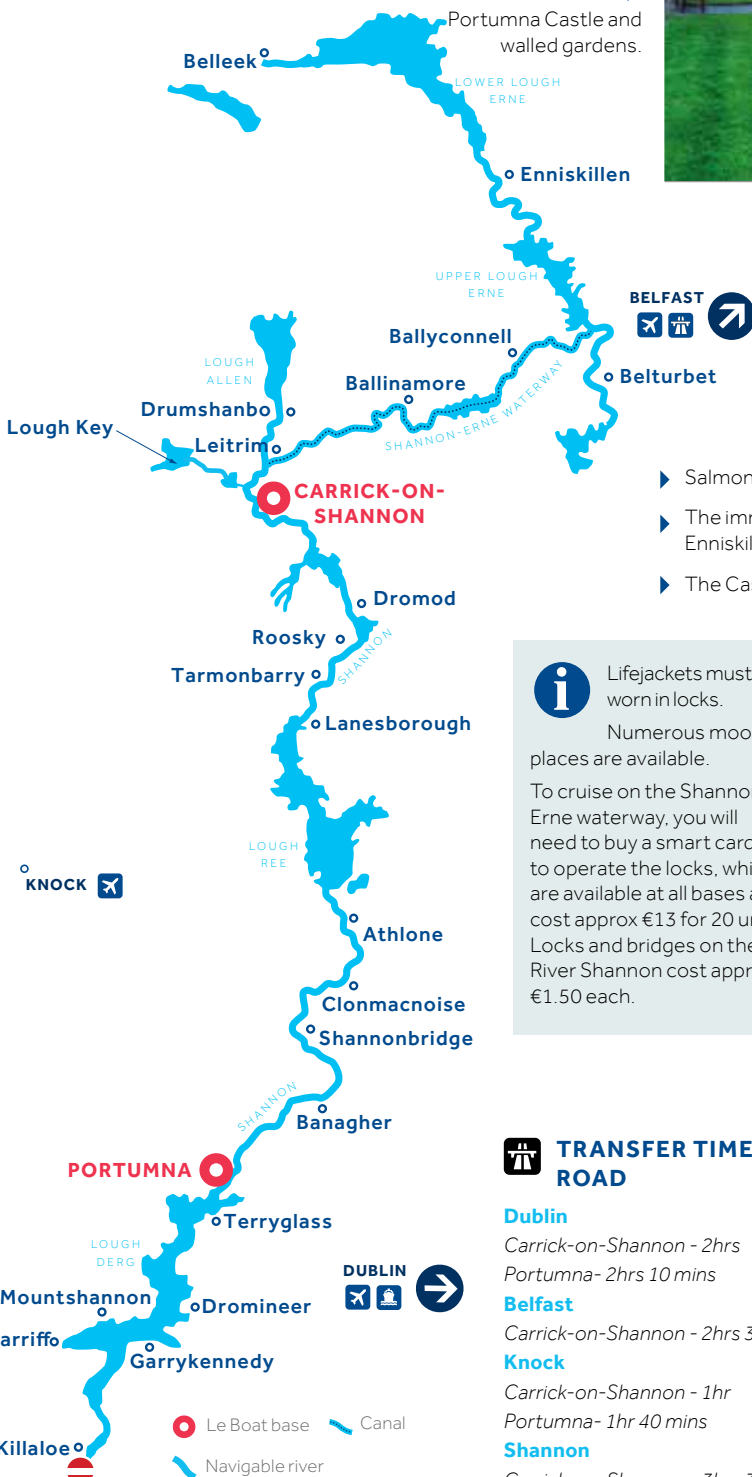 Portumna Castle and
walled gardens.
Belleek
LOWER LOUGH
ERNE
Enniskillen
UPPER LOUGH
ERNE
BELFAST
Ballyconnell
LOUGH
ALLEN
Ballinamore
Belturbet
Drumshanbo
SHANNON-ERNE WATERWAY
Lough Key
Leitrim
CARRICK-ON-
SHANNON
Salmon
The imm
Enniskil
The Cas
Dromod
Roosky
SHANNON
Tarmonbarry
Lanesborough
i
Lifejackets must
worn in locks.
Numerous moo
places are available.
To cruise on the Shannon
Erne waterway, you will
need to buy a smart card
to operate the locks, whi
are available at all bases a
cost approx €13 for 20 un
Locks and bridges on the
River Shannon cost appr
€1.50 each.
LOUGH
REE
KNOCK
Athlone
Clonmacnoise
Shannonbridge
SHANNON
Banagher
PORTUMNA
Terryglass
LOUGH
DERG
DUBLIN
Mountshannon
Dromineer
arriff
Garrykennedy
Killaloe
Le Boat base
Canal
Navigable river
TRANSFER TIME
ROAD
Dublin
Carrick-on-Shannon - 2hrs
Portumna- 2hrs 10 mins
Belfast
Carrick-on-Shannon - 2hrs 3
Knock
Carrick-on-Shannon - 1hr
Portumna- 1hr 40 mins
Shannon